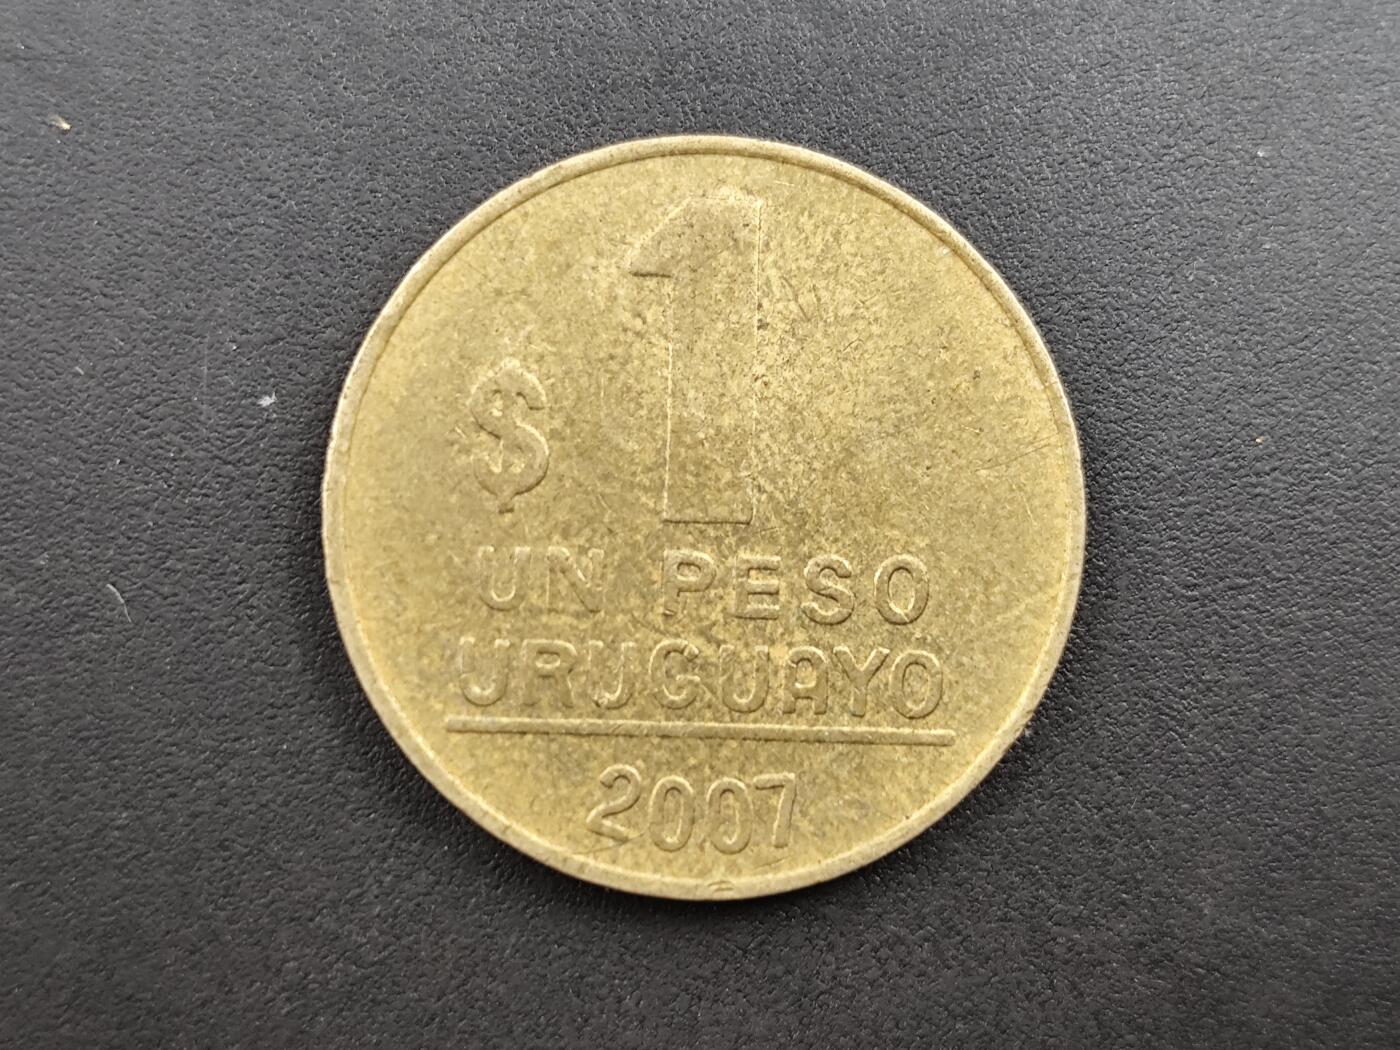 $ 1
UN PESO
URUGUAYO
2007